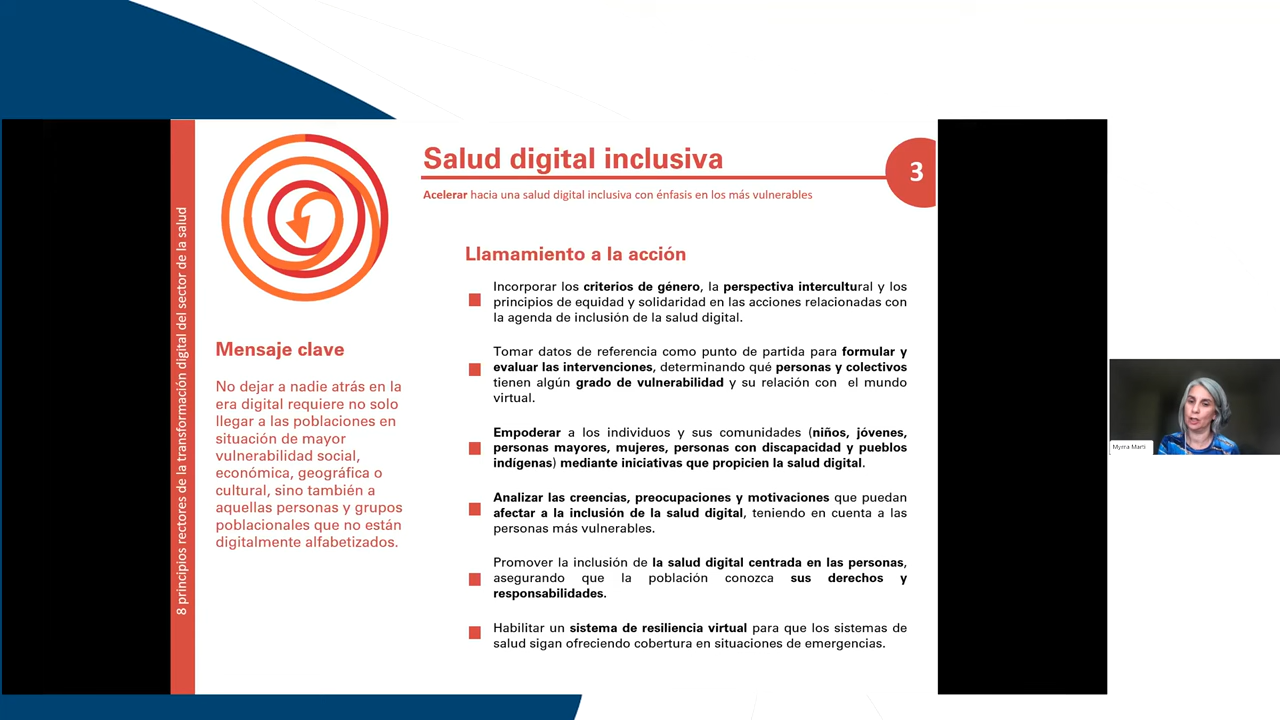 8 principios rectores de la transformación digital del sector de la salud
Salud digital inclusiva
3
Acelerar hacia una salud digital inclusiva con énfasis en los más vulnerables
Mensaje clave
No dejar a nadie atrás en la
era digital requiere no solo
llegar a las poblaciones en
situación de mayor
vulnerabilidad social,
económica, geográfica o
cultural, sino también a
aquellas personas y grupos
poblacionales que no están
digitalmente alfabetizados.
Llamamiento a la acción
Incorporar los criterios de género, la perspectiva intercultural y los
principios de equidad y solidaridad en las acciones relacionadas con
la agenda de inclusión de la salud digital.
Tomar datos de referencia como punto de partida para formular y
evaluar las intervenciones, determinando qué personas y colectivos
tienen algún grado de vulnerabilidad y su relación con el mundo
virtual.
Empoderar a los individuos y sus comunidades (niños, jóvenes,
personas mayores, mujeres, personas con discapacidad y pueblos
indígenas) mediante iniciativas que propicien la salud digital.
Analizar las creencias, preocupaciones y motivaciones que puedan
afectar a la inclusión de la salud digital, teniendo en cuenta a las
personas más vulnerables.
Promover la inclusión de la salud digital centrada en las personas,
asegurando que la población conozca sus derechos y
responsabilidades.
Habilitar un sistema de resiliencia virtual para que los sistemas de
salud sigan ofreciendo cobertura en situaciones de emergencias.
Myrna Marti